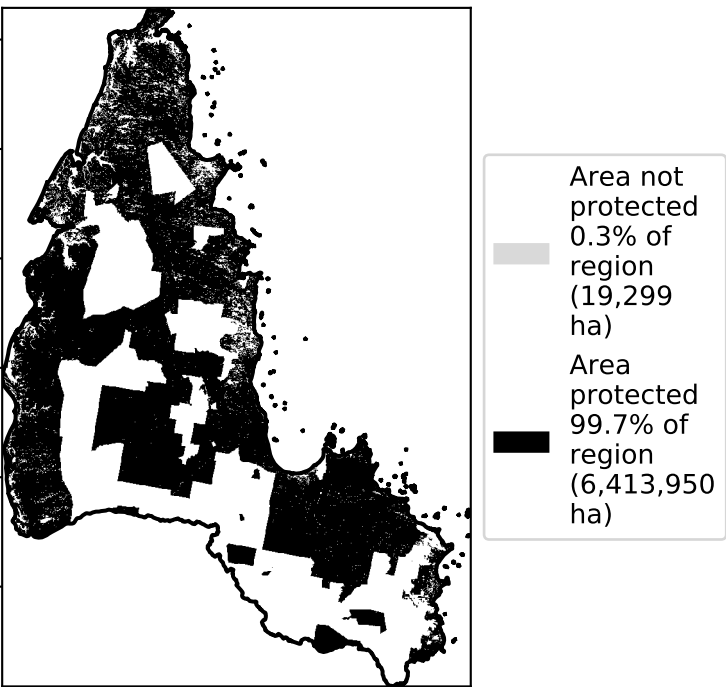 Area not
protected
0.3% of
region
(19,299
ha)
Area
protected
99.7% of
region
(6,413,950
ha)